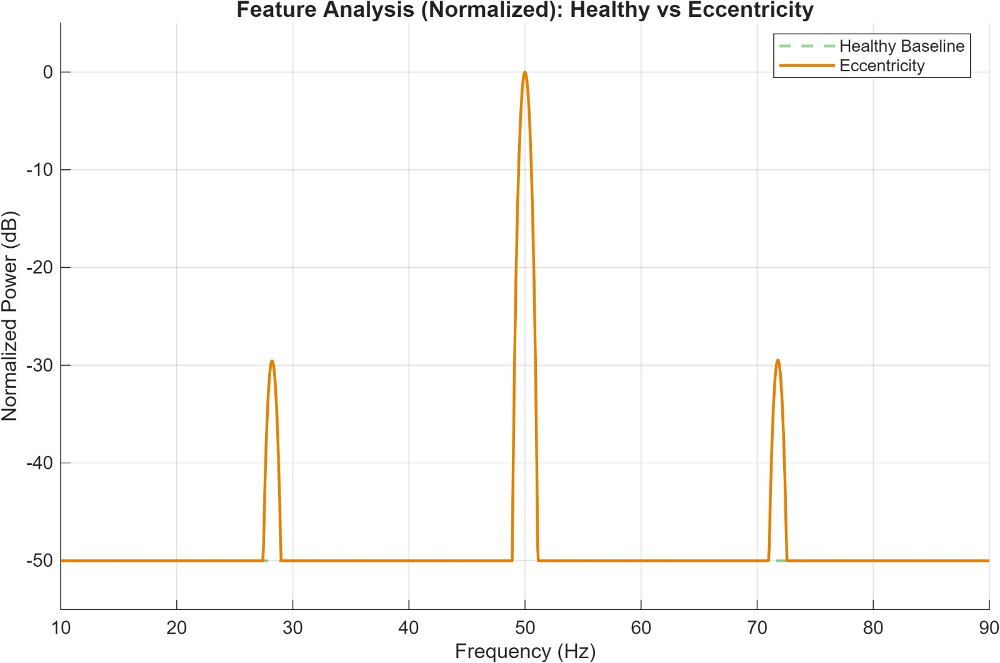 Feature Analysis (Normalized): Healthy vs Eccentricity
Healthy Baseline
Eccentricity
Normalized Power (dB)
0
-10
-20
-30
-40
-50
10 20 30 40 50 60 70 80 90
Frequency (Hz)